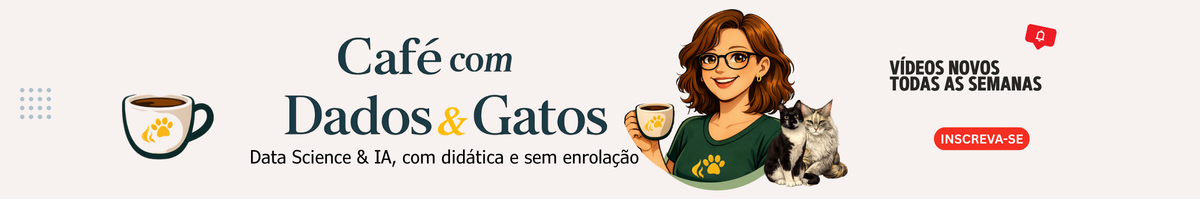 Café com
Dados & Gatos
Data Science & IA, com didática e sem enrolação
VÍDEOS NOVOS
TODAS AS SEMANAS
INSCREVA-SE